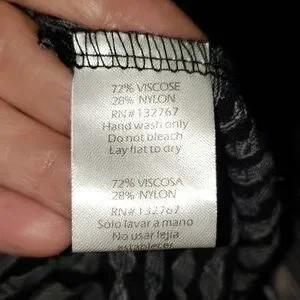 72% VISCOSE
28% NYLON
RN#132767
Hand wash only
Do not bleach
Lay flat to dry
72% VISCOSA
28% NYLON
RN#132767
Solo lavar a mano
No usar lejia
establecer